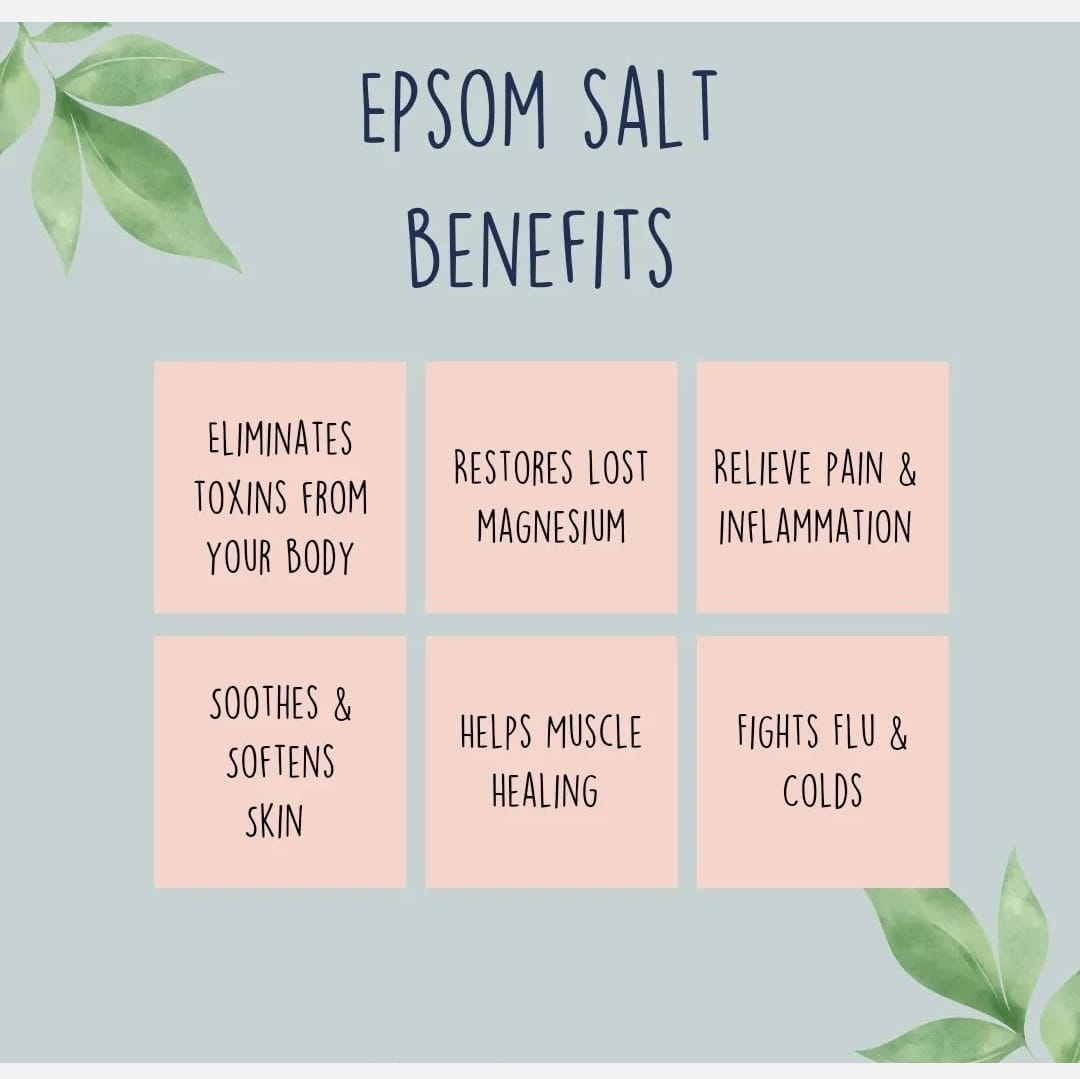 EPSOM SALT
BENEFITS
ELIMINATES
TOXINS FROM
YOUR BODY
RESTORES LOST
MAGNESIUM
RELIEVE PAIN &
INFLAMMATION
SOOTHES &
SOFTENS
SKIN
HELPS MUSCLE
HEALING
FIGHTS FLU &
COLDS